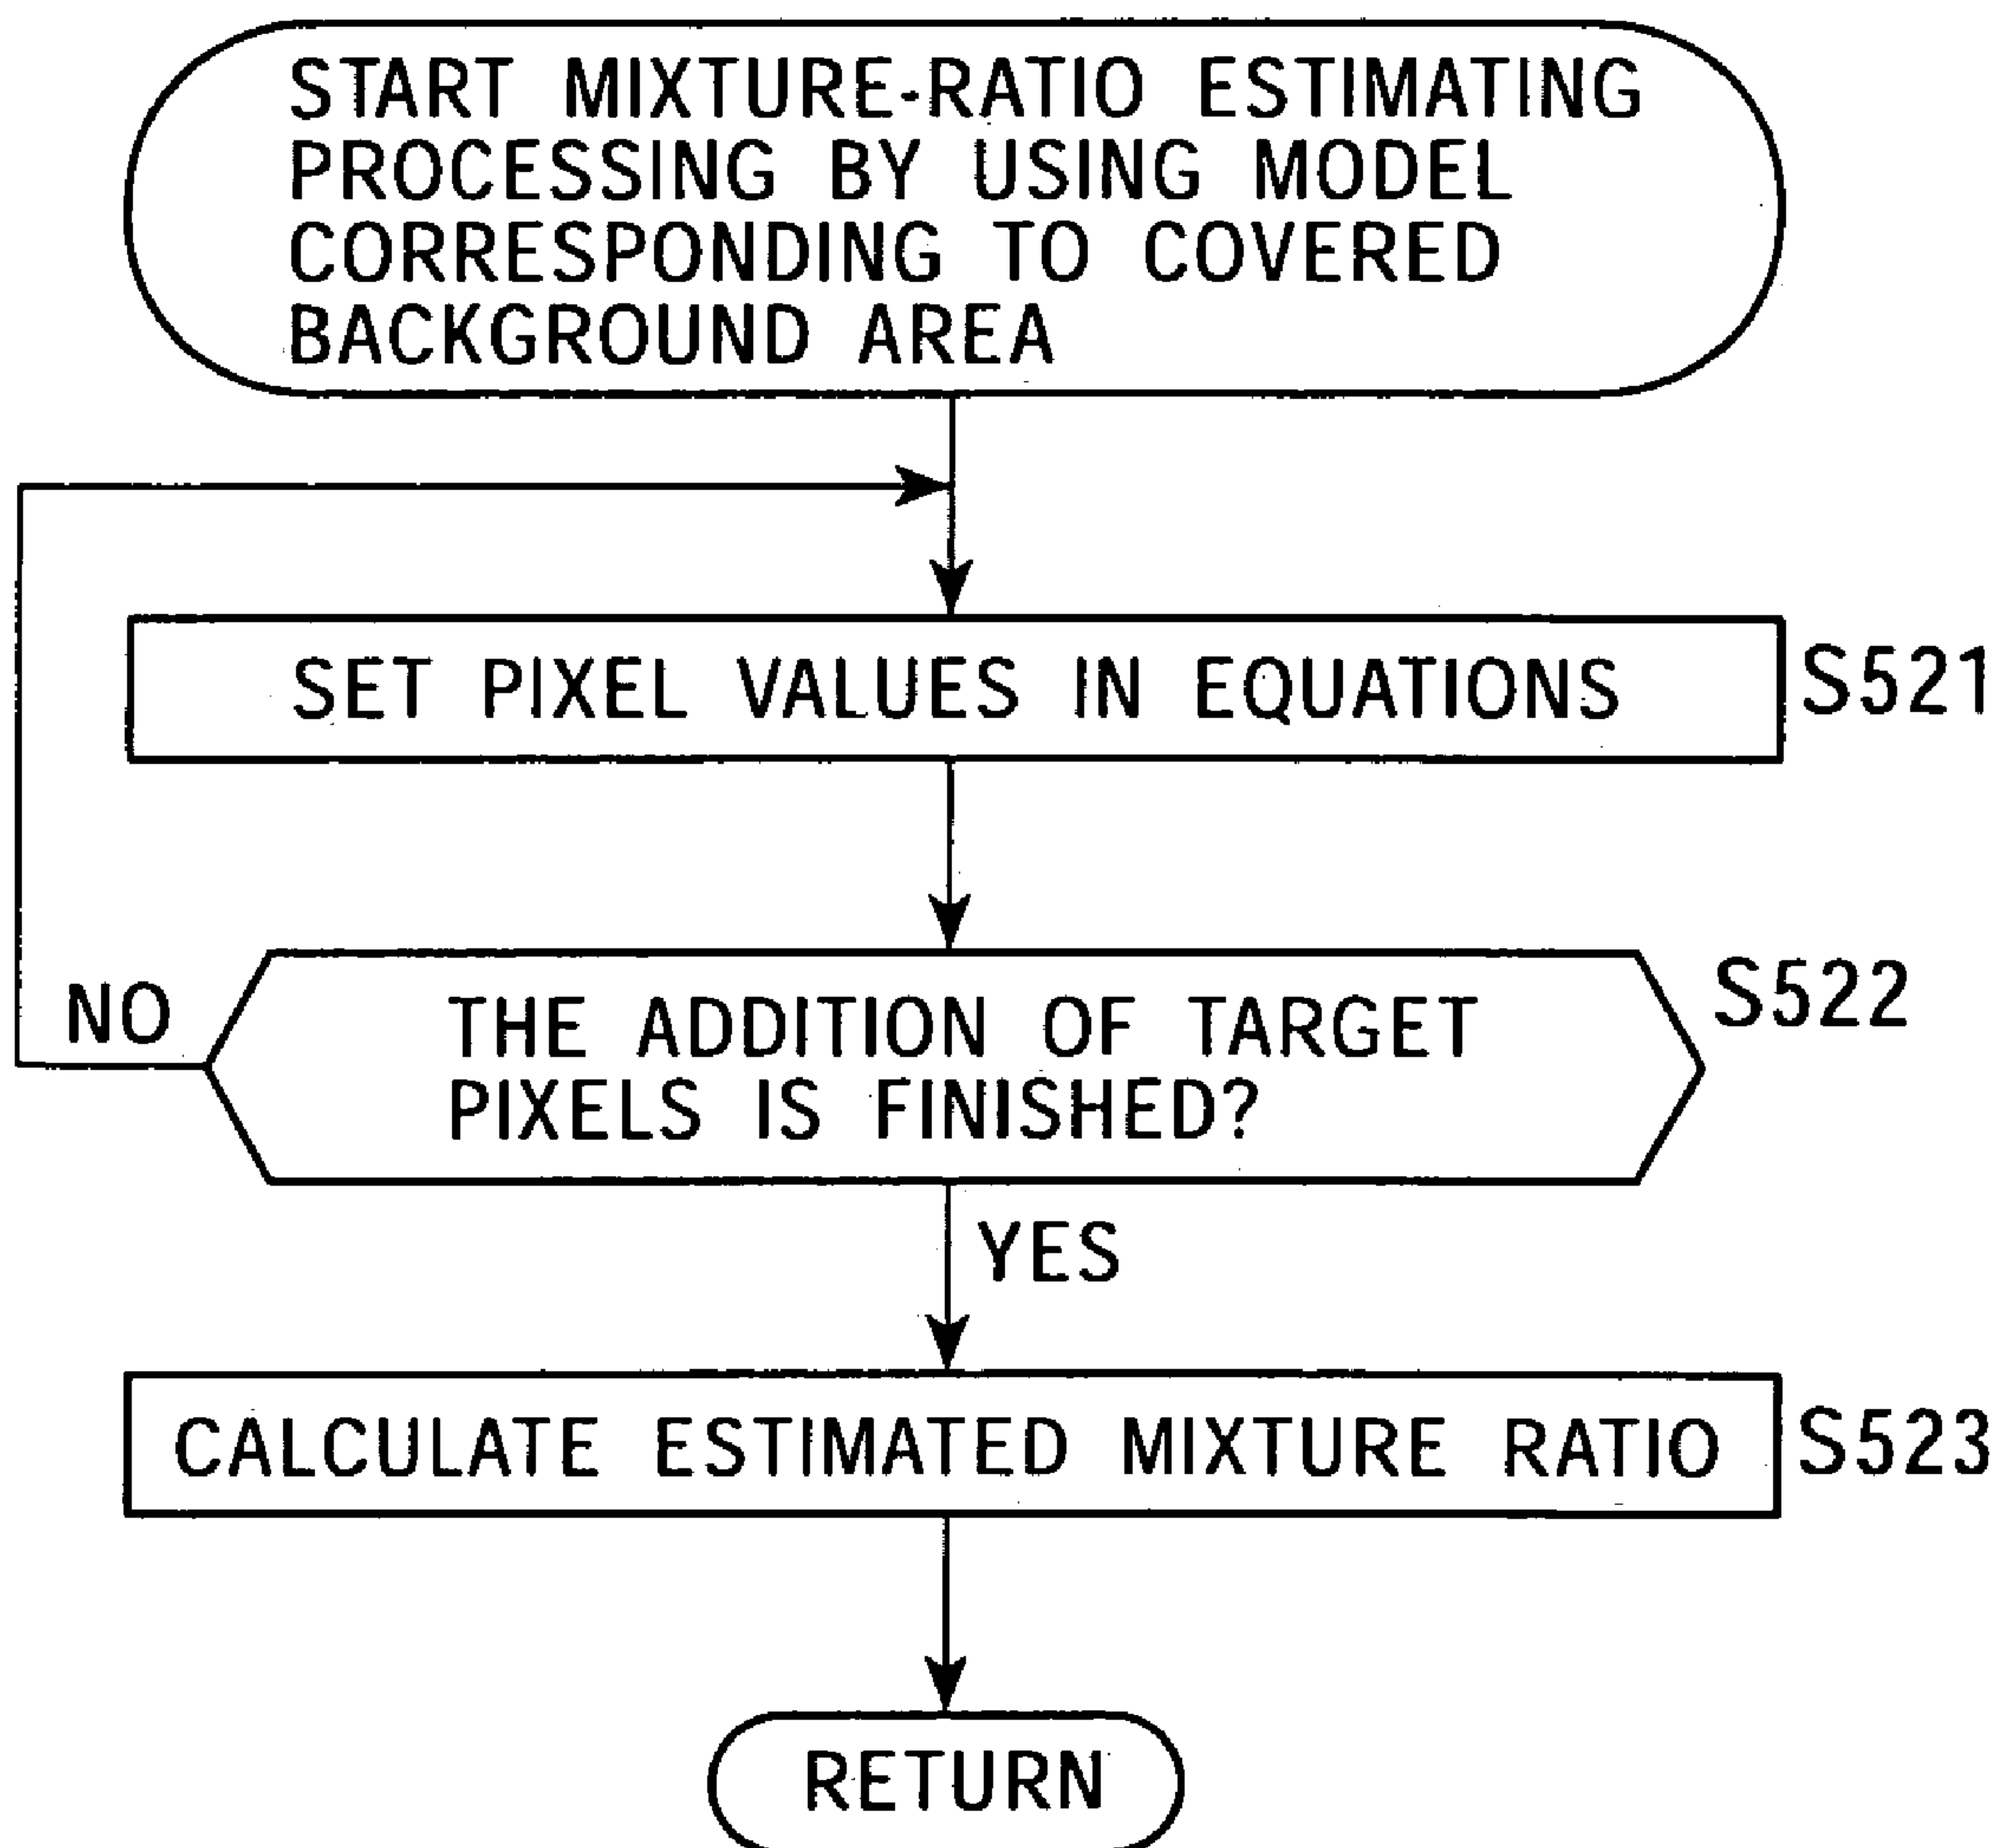 START MIXTURE-RATIO ESTIMATING
PROCESSING BY USING MODEL
CORRESPONDING TO COVERED
BACKGROUND AREA
SET PIXEL VALUES IN EQUATIONS
S521
THE ADDITION OF TARGET
PIXELS IS FINISHED?
S522
NO
YES
CALCULATE ESTIMATED MIXTURE RATIO
S523
RETURN